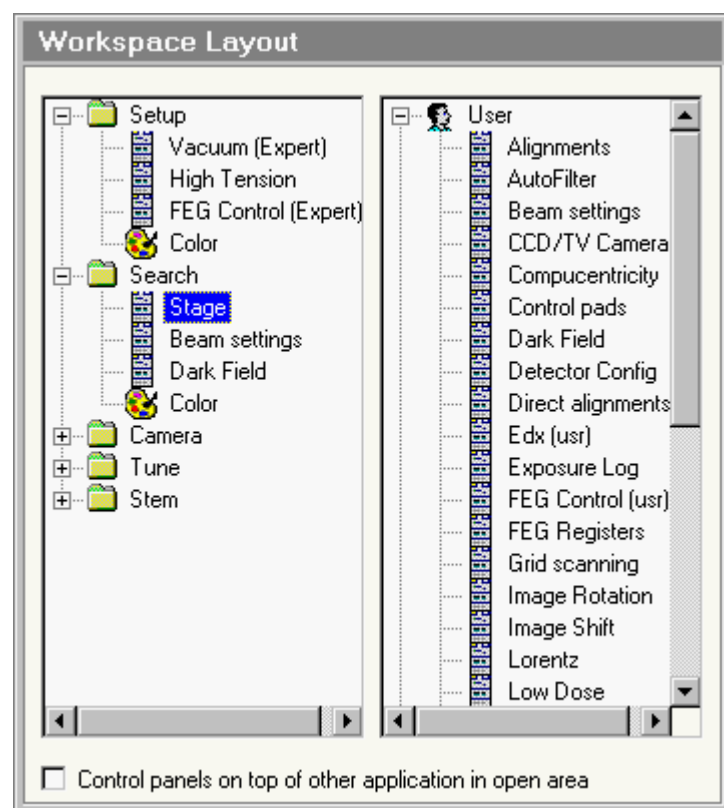 Workspace Layout
Setup
Vacuum (Expert)
High Tension
FEG Control (Expert)
Color
Search
Stage
Beam settings
Dark Field
Color
Camera
Tune
Stem
User
Alignments
AutoFilter
Beam settings
CCD/TV Camera
Compucentricity
Control pads
Dark Field
Detector Config
Direct alignments
Edx (usr)
Exposure Log
FEG Control (usr)
FEG Registers
Grid scanning
Image Rotation
Image Shift
Lorentz
Low Dose
Control panels on top of other application in open area